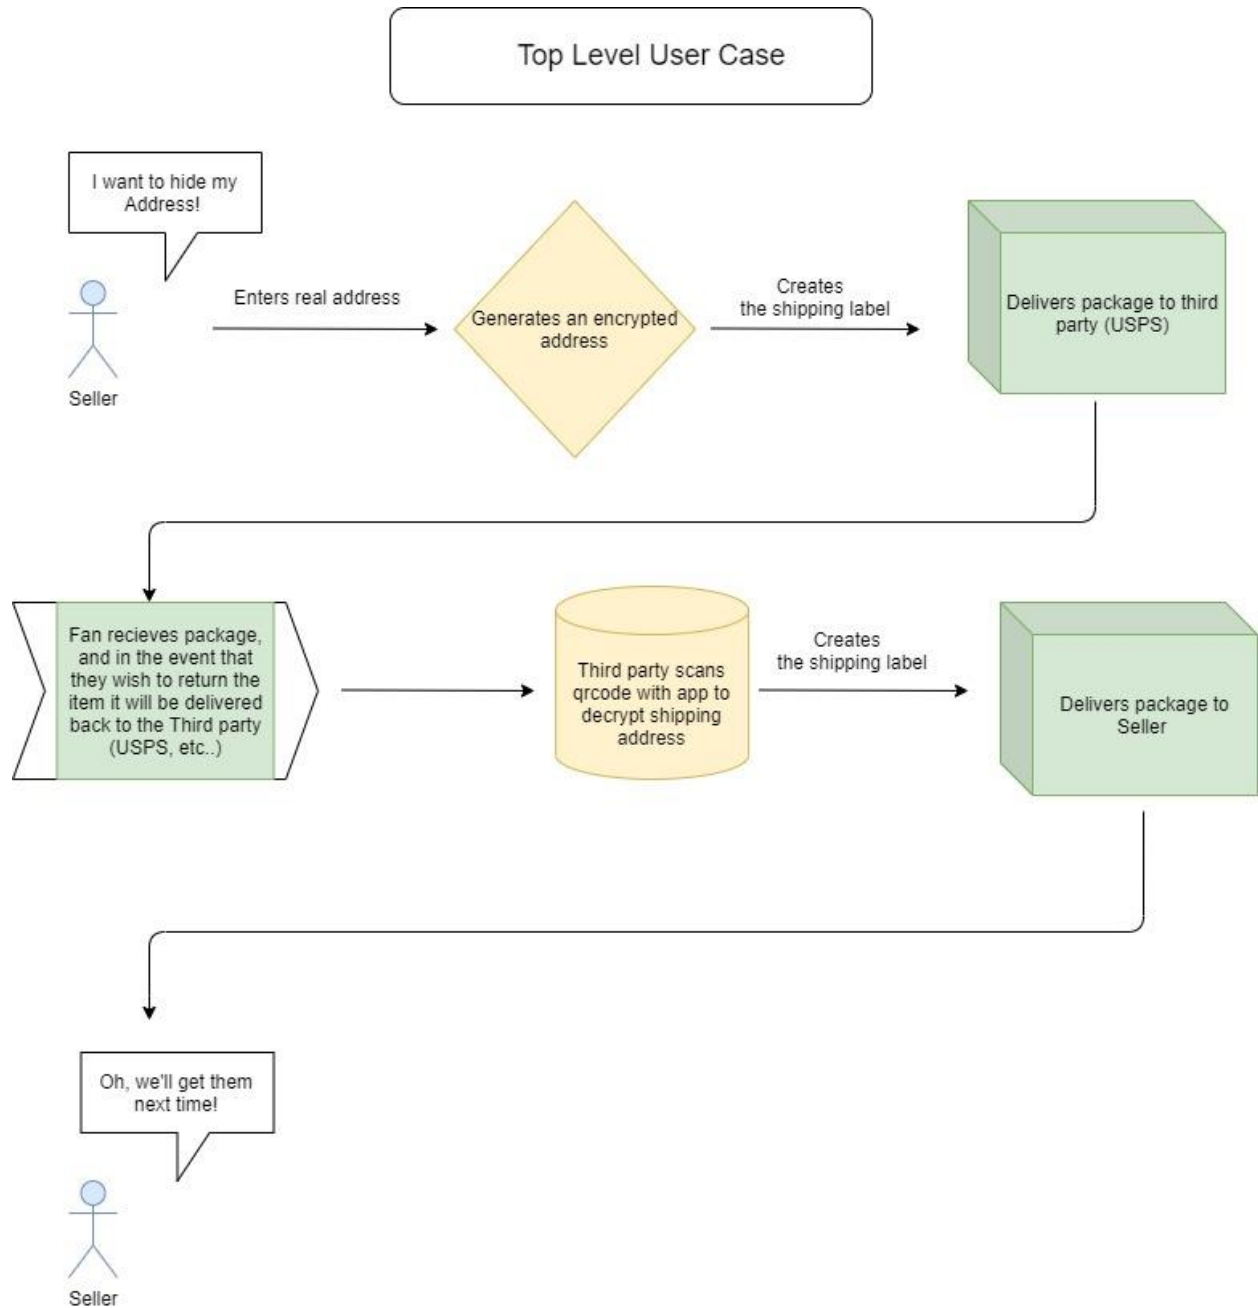 Top Level User Case
I want to hide my
Address!
Seller
Enters real address
Generates an encrypted
address
Creates
the shipping label
Delivers package to third
party (USPS)
Fan recieves package,
and in the event that
they wish to return the
item it will be delivered
back to the Third party
(USPS, etc..)
Third party scans
qrcode with app to
decrypt shipping
address
Creates
the shipping label
Delivers package to
Seller
Oh, we'll get them
next time!
Seller